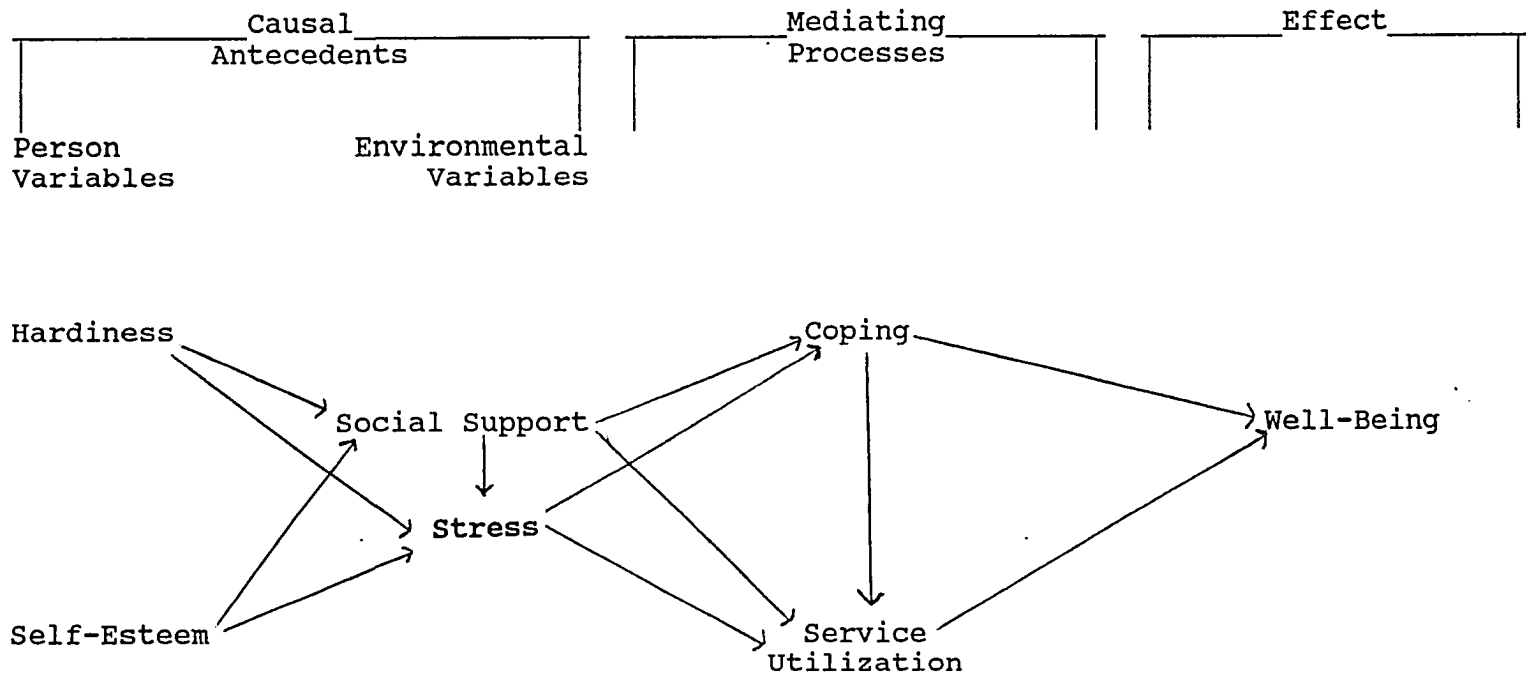 Causal
Antecedents
Mediating
Processes
Effect
Person
Variables
Environmental
Variables
Hardiness
Coping
Social Support
Well-Being
Stress
Self-Esteem
Service
Utilization